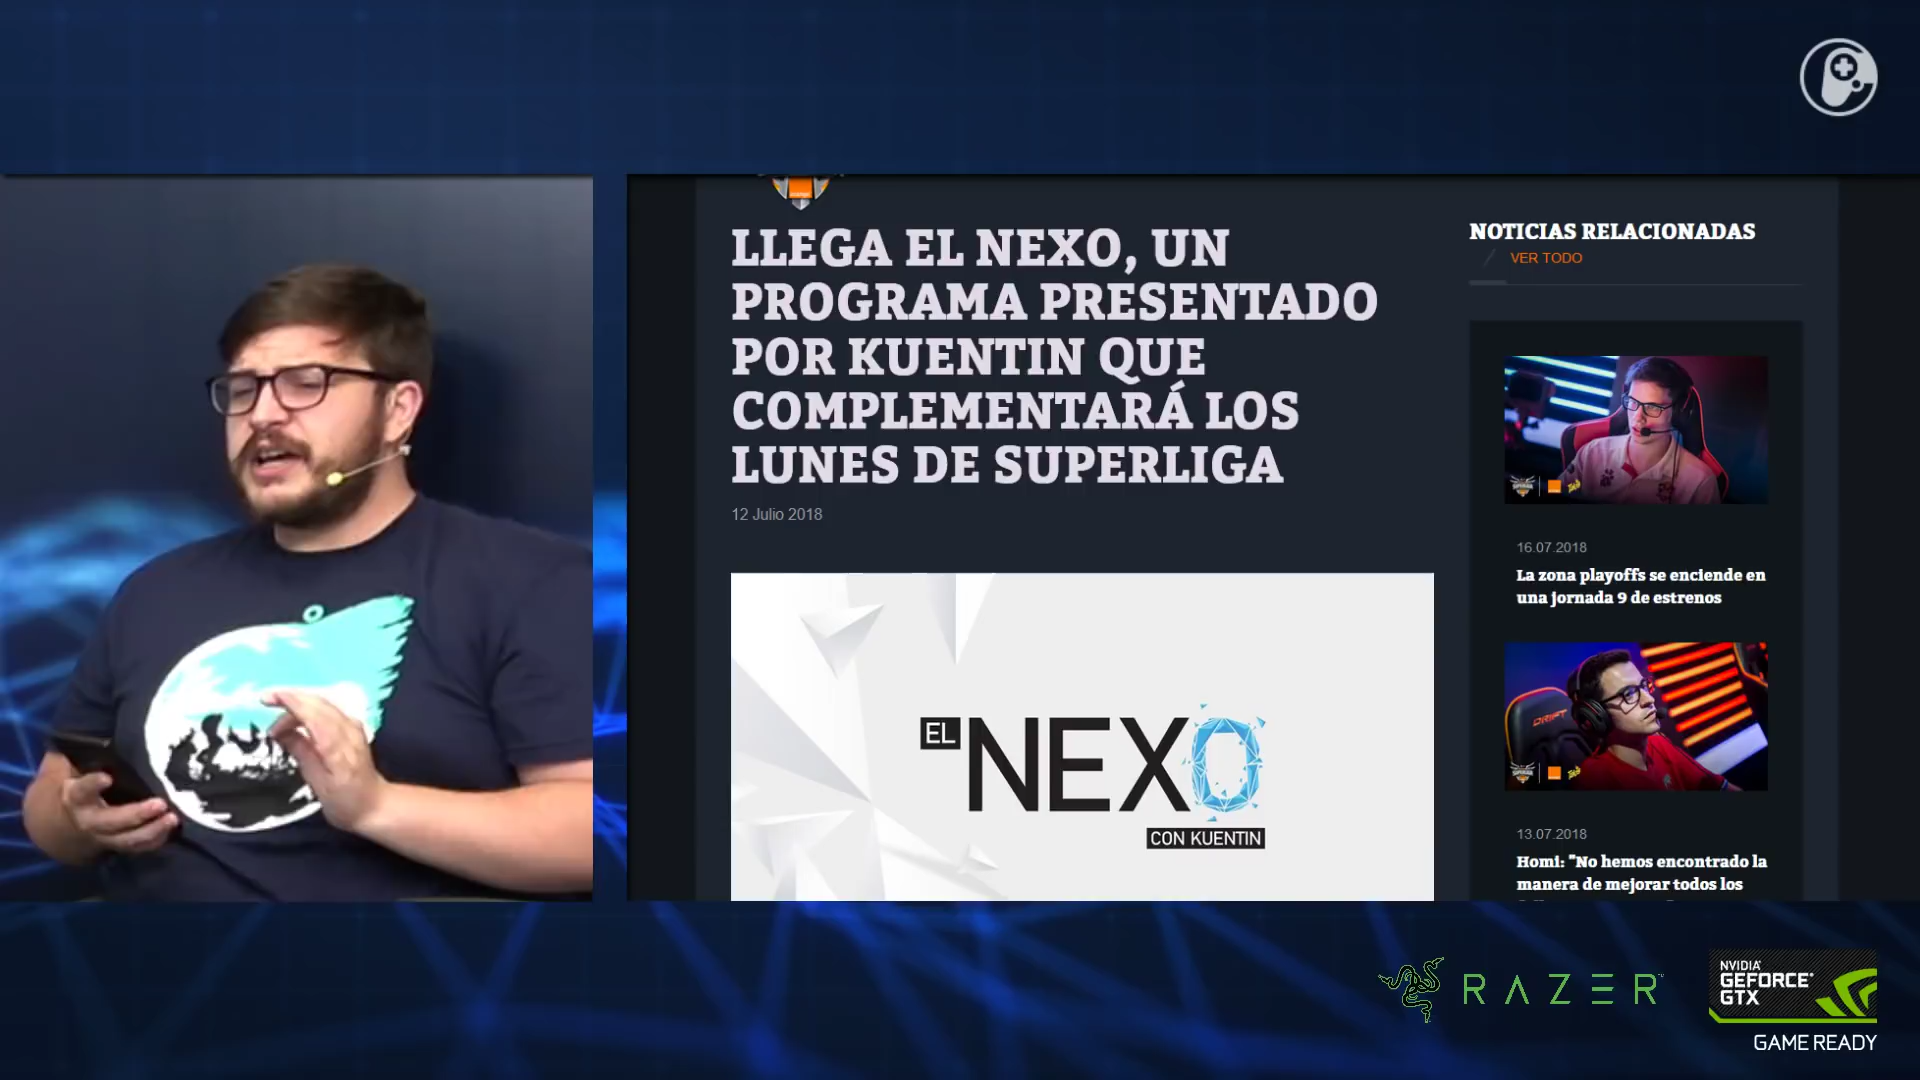 LLEGA EL NEXO, UN
PROGRAMA PRESENTADO
POR KUENTIN QUE
COMPLEMENTARÁ LOS
LUNES DE SUPERLIGA
12 Julio 2018
EL
NEXO
CON KUENTIN
NOTICIAS RELACIONADAS
VER TODO
16.07.2018
La zona playoffs se enciende en
una jornada 9 de estrenos
DRIFT
13.07.2018
Homi: "No hemos encontrado la
manera de mejorar todos los
RAZER
NVIDIA
GEFORCE
GTX
GAME READY